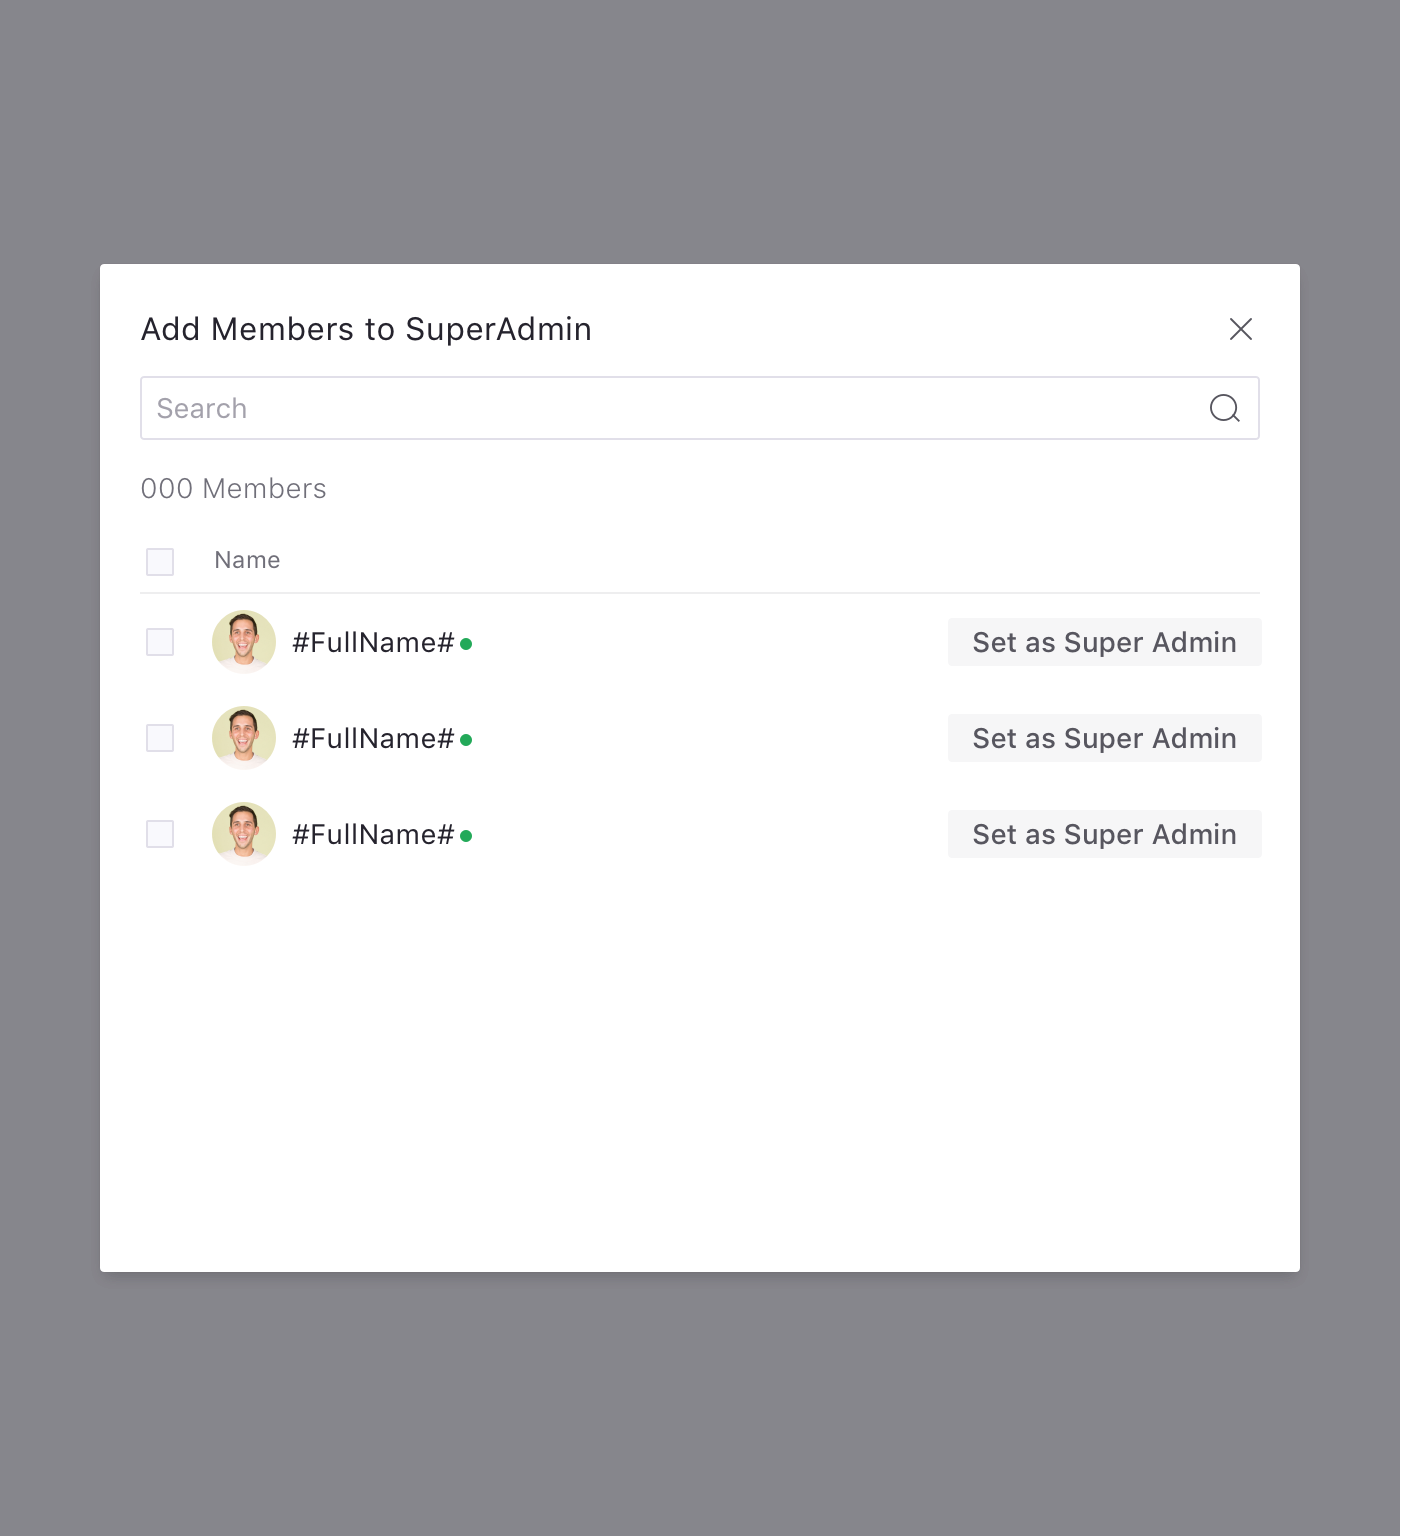 Add Members to SuperAdmin
Search
000 Members
Name
#FullName#
Set as Super Admin
#FullName#
Set as Super Admin
#FullName#
Set as Super Admin